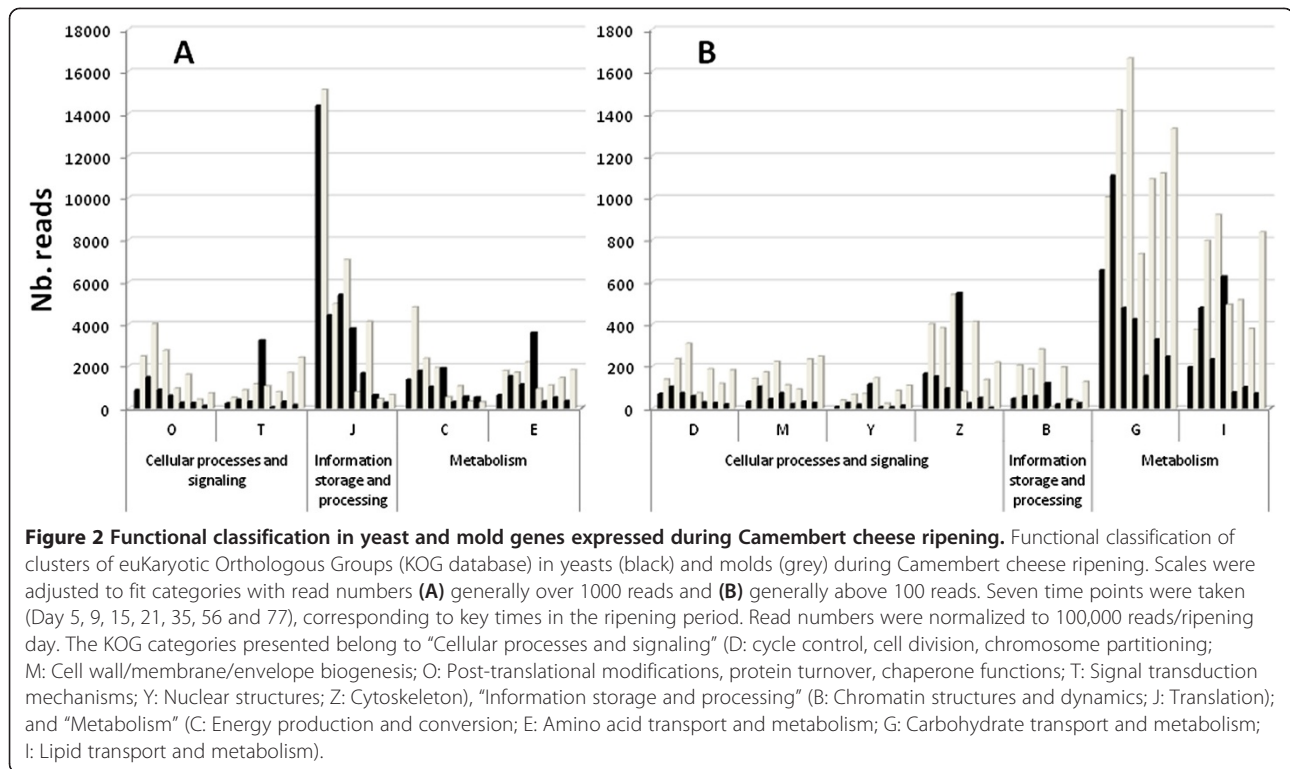 A
B
Nb. reads
18000
16000
14000
12000
10000
8000
6000
4000
2000
0
1800
1600
1400
1200
1000
800
600
400
200
0
O T J C E
Cellular processes and signaling
Information storage and processing
Metabolism
D M Y Z B G I
Cellular processes and signaling
Information storage and processing
Metabolism
Figure 2 Functional classification in yeast and mold genes expressed during Camembert cheese ripening. Functional classification of
clusters of euKaryotic Orthologous Groups (KOG database) in yeasts (black) and molds (grey) during Camembert cheese ripening. Scales were
adjusted to fit categories with read numbers (A) generally over 1000 reads and (B) generally above 100 reads. Seven time points were taken
(Day 5, 9, 15, 21, 35, 56 and 77), corresponding to key times in the ripening period. Read numbers were normalized to 100,000 reads/ripening
day. The KOG categories presented belong to “Cellular processes and signaling” (D: cycle control, cell division, chromosome partitioning;
M: Cell wall/membrane/envelope biogenesis; O: Post-translational modifications, protein turnover, chaperone functions; T: Signal transduction
mechanisms; Y: Nuclear structures; Z: Cytoskeleton), “Information storage and processing” (B: Chromatin structures and dynamics; J: Translation);
and “Metabolism” (C: Energy production and conversion; E: Amino acid transport and metabolism; G: Carbohydrate transport and metabolism;
I: Lipid transport and metabolism).